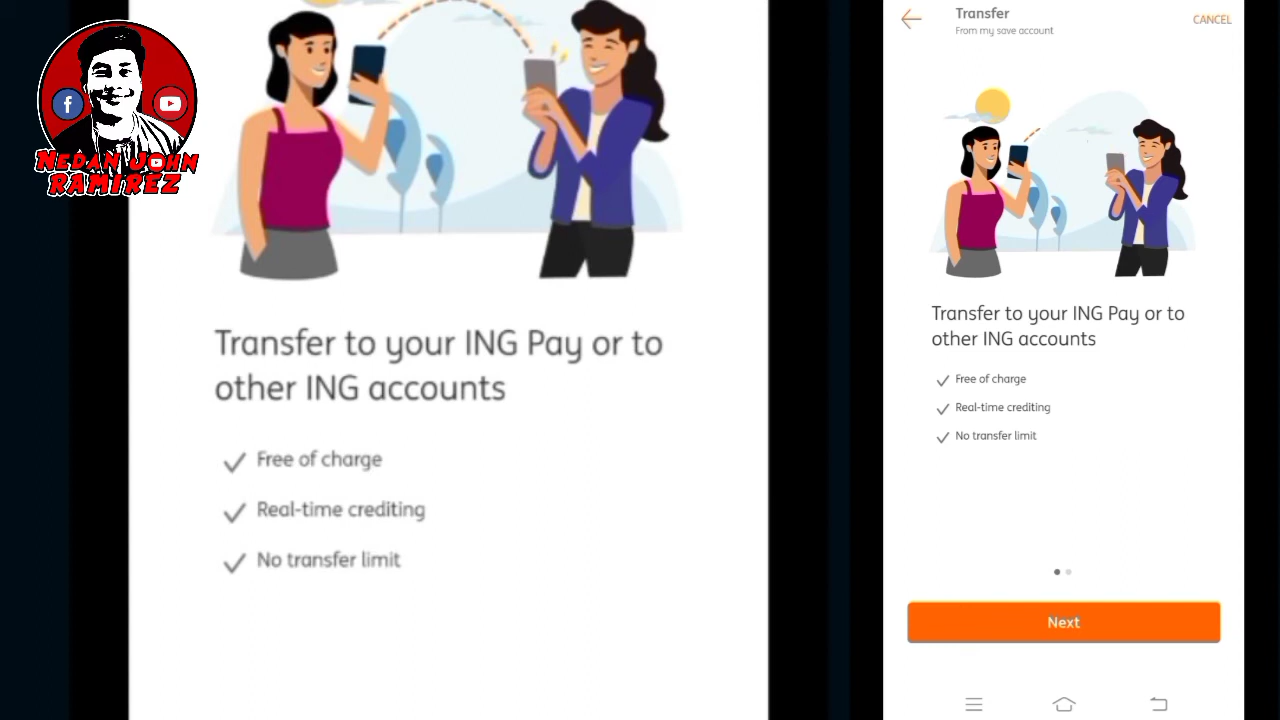 NEDAN JOHN
RAMIREZ
Transfer to your ING Pay or to
other ING accounts
Free of charge
Real-time crediting
No transfer limit
Transfer
From my save account
CANCEL
Transfer to your ING Pay or to
other ING accounts
Free of charge
Real-time crediting
No transfer limit
Next